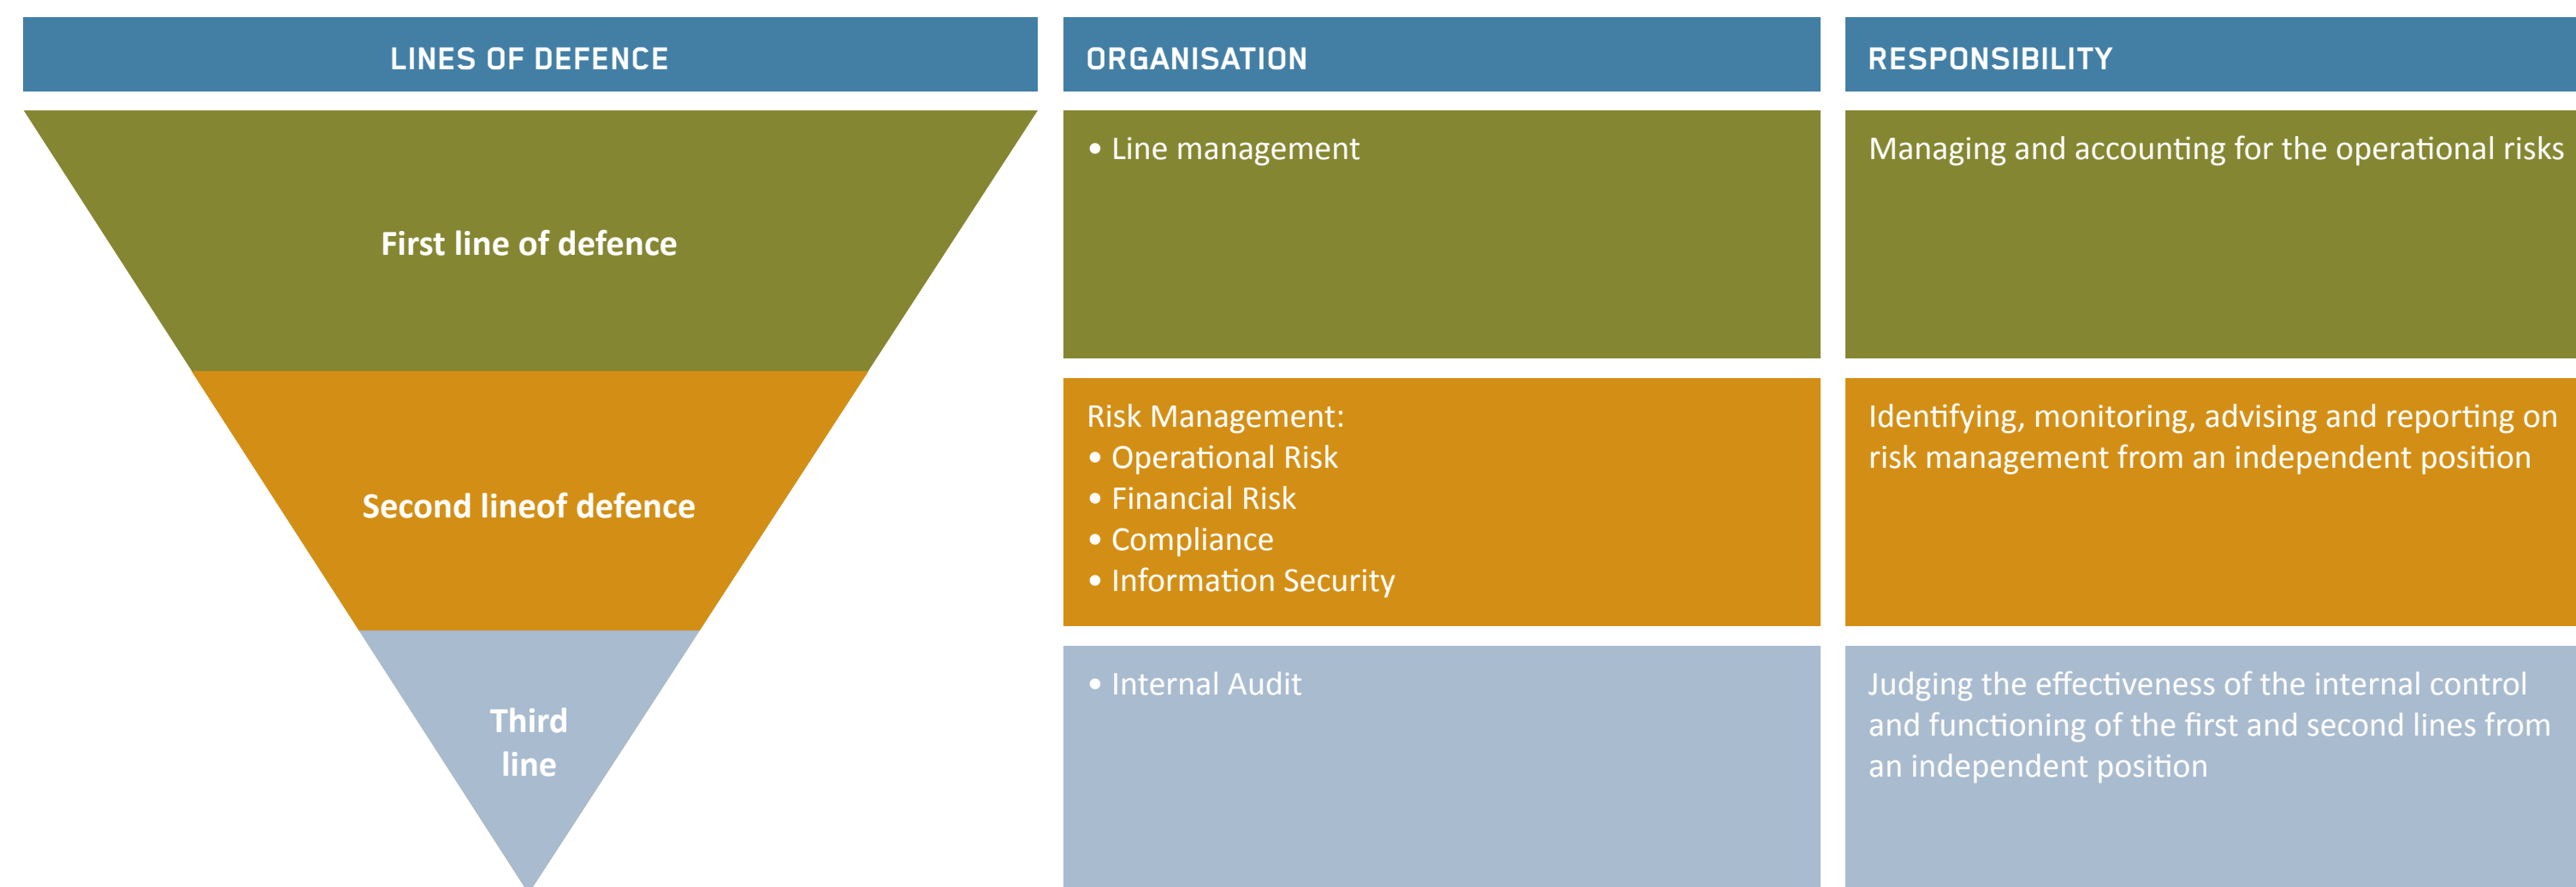 LINES OF DEFENCE
ORGANISATION
RESPONSIBILITY
First line of defence
• Line management
Managing and accounting for the operational risks
Second lineof defence
Risk Management:
• Operational Risk
• Financial Risk
• Compliance
• Information Security
Identifying, monitoring, advising and reporting on
risk management from an independent position
Third
line
• Internal Audit
Judging the effectiveness of the internal control
and functioning of the first and second lines from
an independent position